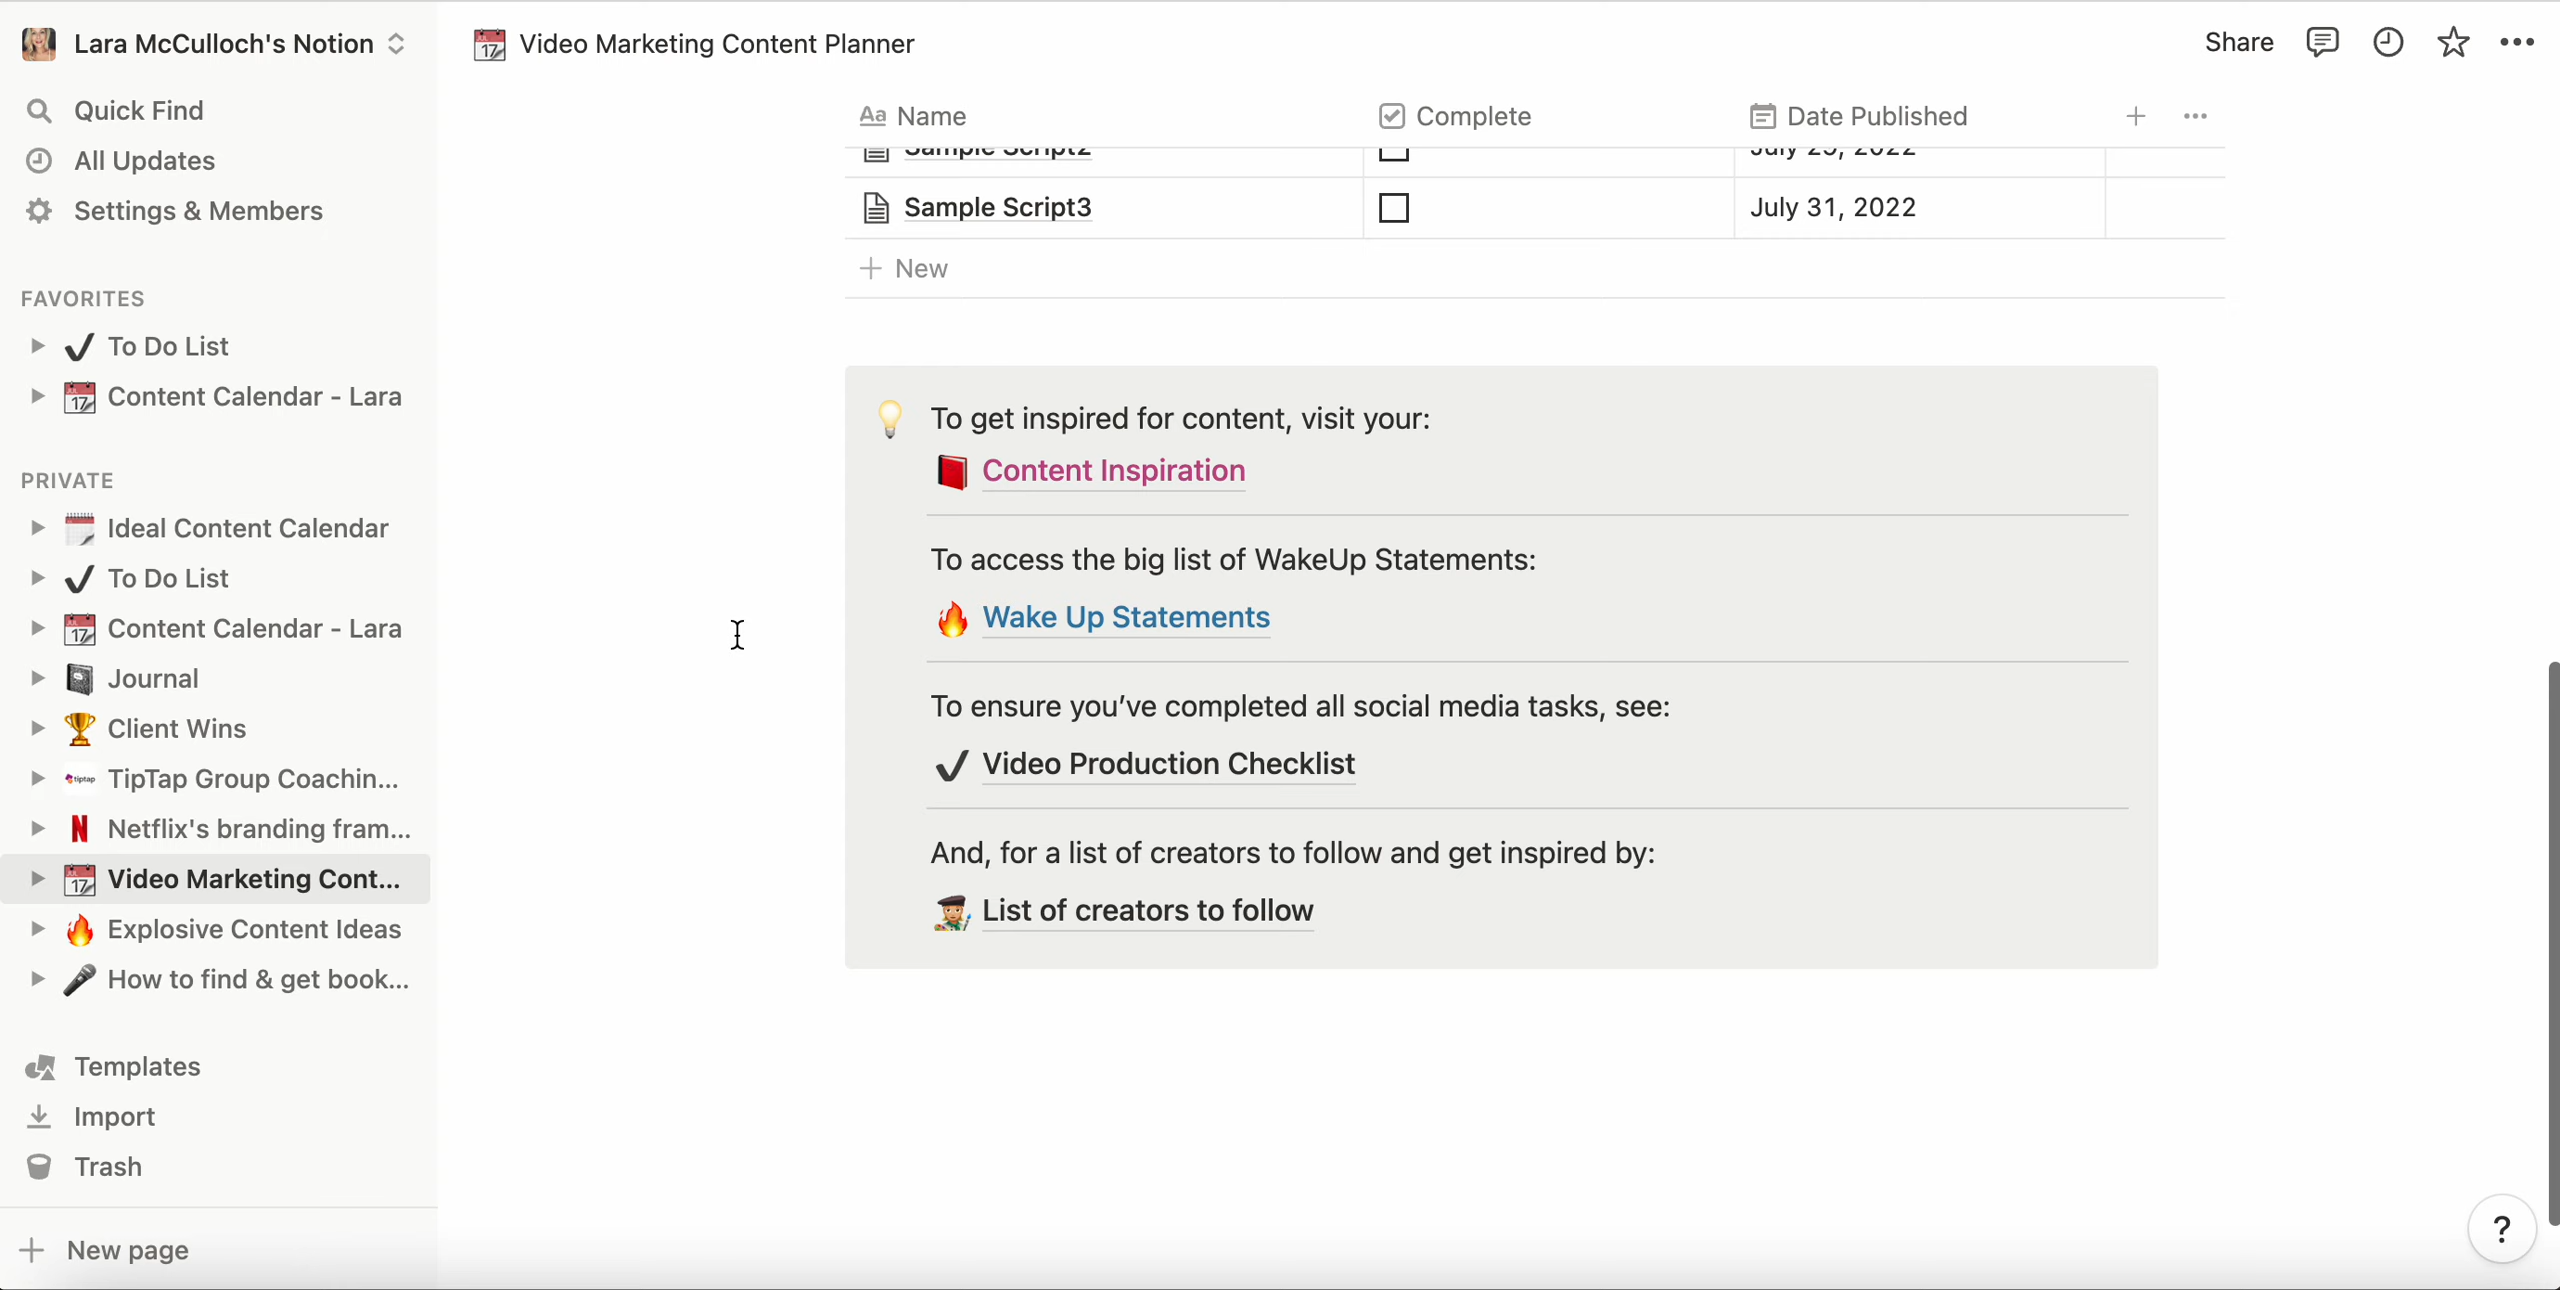 Lara McCulloch's Notion
Quick Find
All Updates
Settings & Members
FAVORITES
To Do List
Content Calendar - Lara
PRIVATE
Ideal Content Calendar
To Do List
Content Calendar - Lara
Journal
Client Wins
tiptap TipTap Group Coachin...
Netflix's branding fram...
Video Marketing Cont...
Explosive Content Ideas
How to find & get book...
Templates
Import
Trash
New page
Video Marketing Content Planner
Share
Aa Name Complete Date Published
Sample Script2
Sample Script3 July 31, 2022
New
To get inspired for content, visit your:
Content Inspiration
To access the big list of WakeUp Statements:
Wake Up Statements
To ensure you've completed all social media tasks, see:
Video Production Checklist
And, for a list of creators to follow and get inspired by:
List of creators to follow
?